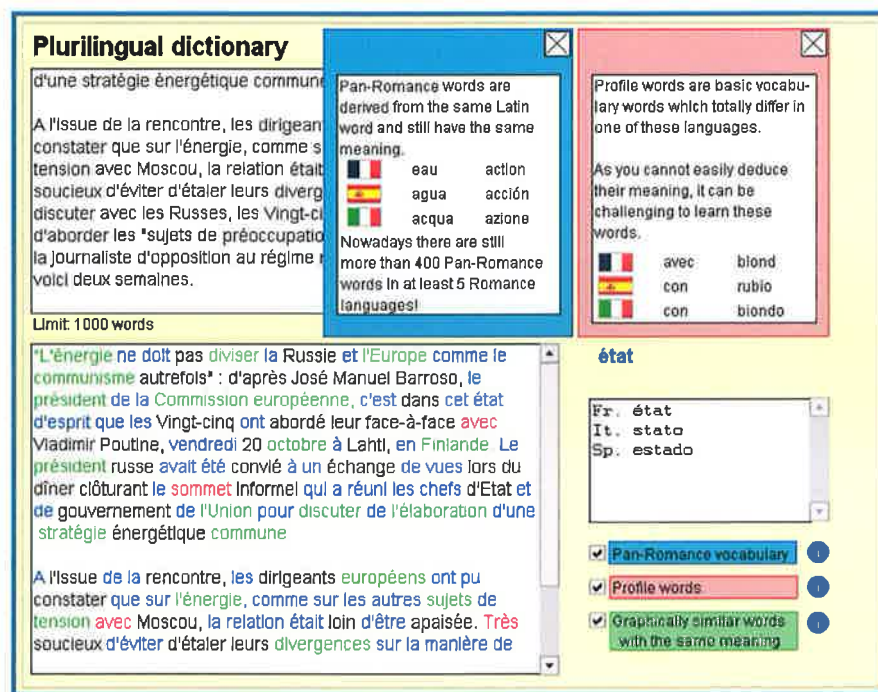 Plurilingual dictionary
d'une stratégie énergétique commune
A l'issue de la rencontre, les dirigeant
constater que sur l'énergie, comme s
tension avec Moscou, la relation était
soucieux d'éviter d'étaler leurs diverg
discuter avec les Russes, les Vingt-ci
d'aborder les "sujets de préoccupatio
la journaliste d'opposition au régime r
voici deux semaines.
Limit: 1000 words
Pan-Romance words are
derived from the same Latin
word and still have the same
meaning.
eau action
agua acción
acqua azione
Nowadays there are still
more than 400 Pan-Romance
words in at least 5 Romance
languages!
Profile words are basic vocabu-
lary words which totally differ in
one of these languages.
As you cannot easily deduce
their meaning, it can be
challenging to learn these
words.
avec blond
con rubio
con biondo
"L'énergie ne doit pas diviser la Russie et l'Europe comme le
communisme autrefois" : d'après José Manuel Barroso, le
président de la Commission européenne, c'est dans cet état
d'esprit que les Vingt-cinq ont abordé leur face-à-face avec
Vladimir Poutine, vendredi 20 octobre à Lahti, en Finlande. Le
président russe avait été convié à un échange de vues lors du
dîner clôturant le sommet informel qui a réuni les chefs d'Etat et
de gouvernement de l'Union pour discuter de l'élaboration d'une
stratégie énergétique commune
A l'issue de la rencontre, les dirigeants européens ont pu
constater que sur l'énergie, comme sur les autres sujets de
tension avec Moscou, la relation était loin d'être apaisée. Très
soucieux d'éviter d'étaler leurs divergences sur la manière de
état
Fr. état
It. stato
Sp. estado
Pan-Romance vocabulary i
Profile words i
Graphically similar words i
with the same meaning